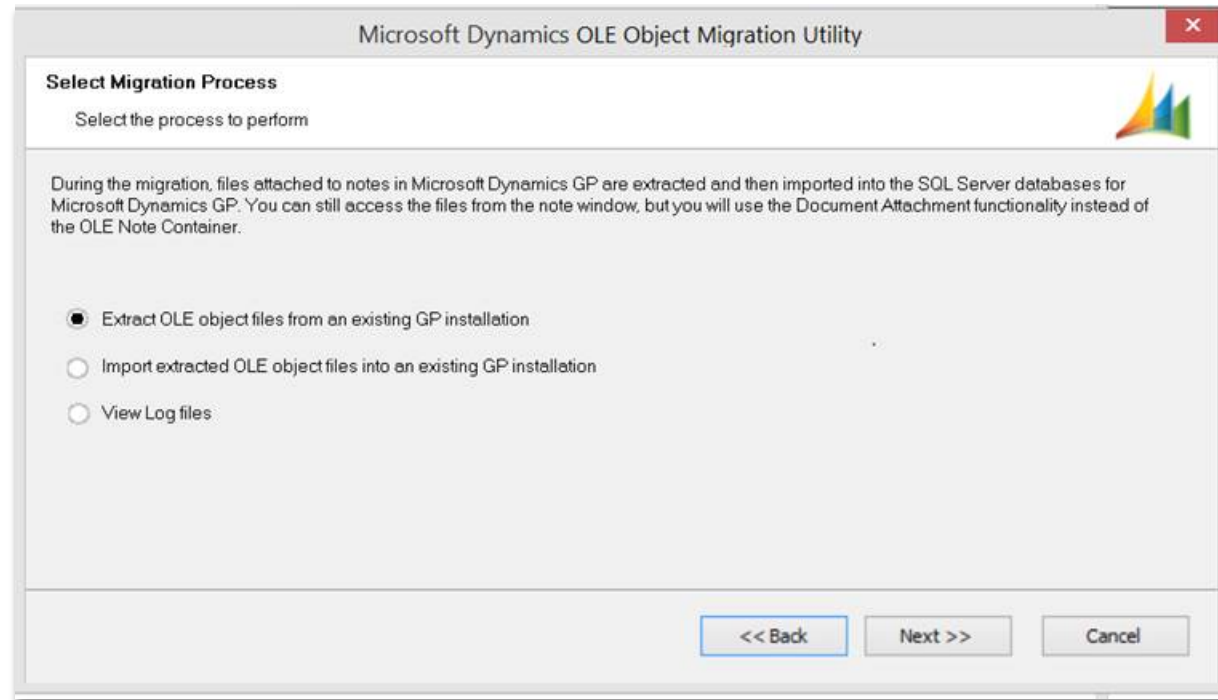 Microsoft Dynamics OLE Object Migration Utility
Select Migration Process
Select the process to perform
During the migration, files attached to notes in Microsoft Dynamics GP are extracted and then imported into the SQL Server databases for
Microsoft Dynamics GP. You can still access the files from the note window, but you will use the Document Attachment functionality instead of
the OLE Note Container.
Extract OLE object files from an existing GP installation
Import extracted OLE object files into an existing GP installation
View Log files
<< Back Next >> Cancel